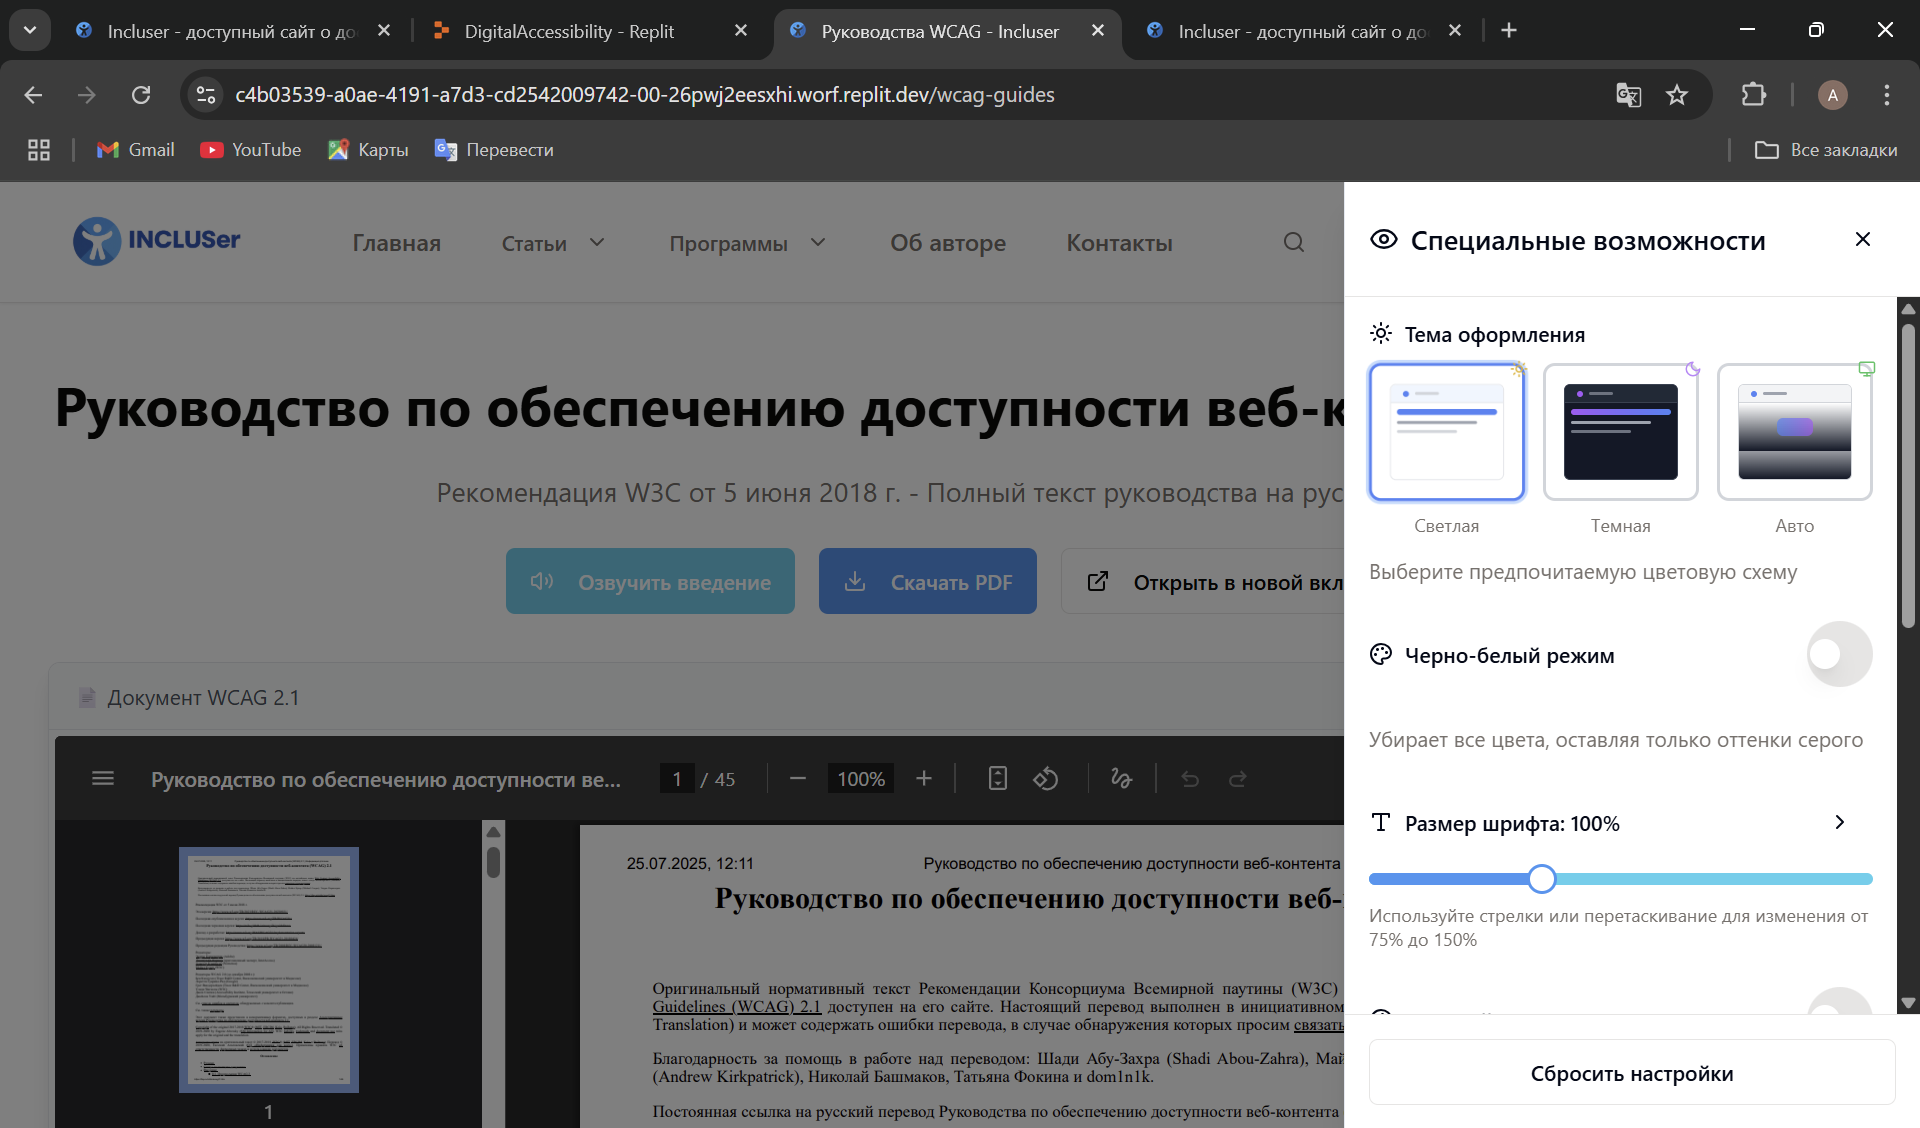 Incluser - доступный сайт о до
DigitalAccessibility - Replit
Руководства WCAG - Incluser
Incluser - доступный сайт о до
c4b03539-a0ae-4191-a7d3-cd2542009742-00-26pwj2eesxhi.worf.replit.dev/wcag-guides
A
Gmail
YouTube
Карты
Перевести
Все закладки
INCLUSer
Главная
Статьи
Программы
Об авторе
Контакты
Руководство по обеспечению доступности веб-к
Рекомендация W3C от 5 июня 2018 г. - Полный текст руководства на рус
Озвучить введение
Скачать PDF
Открыть в новой вкл
Документ WCAG 2.1
Руководство по обеспечению доступности ве...
1 / 45
100%
1
25.07.2025, 12:11
Руководство по обеспечению доступности веб-контента
Руководство по обеспечению доступности веб-
Оригинальный нормативный текст Рекомендации Консорциума Всемирной паутины (W3C)
Guidelines (WCAG) 2.1 доступен на его сайте. Настоящий перевод выполнен в инициативном
Translation) и может содержать ошибки перевода, в случае обнаружения которых просим связать
Благодарность за помощь в работе над переводом: Шади Абу-Захра (Shadi Abou-Zahra), Май
(Andrew Kirkpatrick), Николай Башмаков, Татьяна Фокина и dom1n1k.
Постоянная ссылка на русский перевод Руководства по обеспечению доступности веб-контента
Специальные возможности
Тема оформления
Светлая
Темная
Авто
Выберите предпочитаемую цветовую схему
Черно-белый режим
Убирает все цвета, оставляя только оттенки серого
Размер шрифта: 100%
Используйте стрелки или перетаскивание для изменения от
75% до 150%
Сбросить настройки